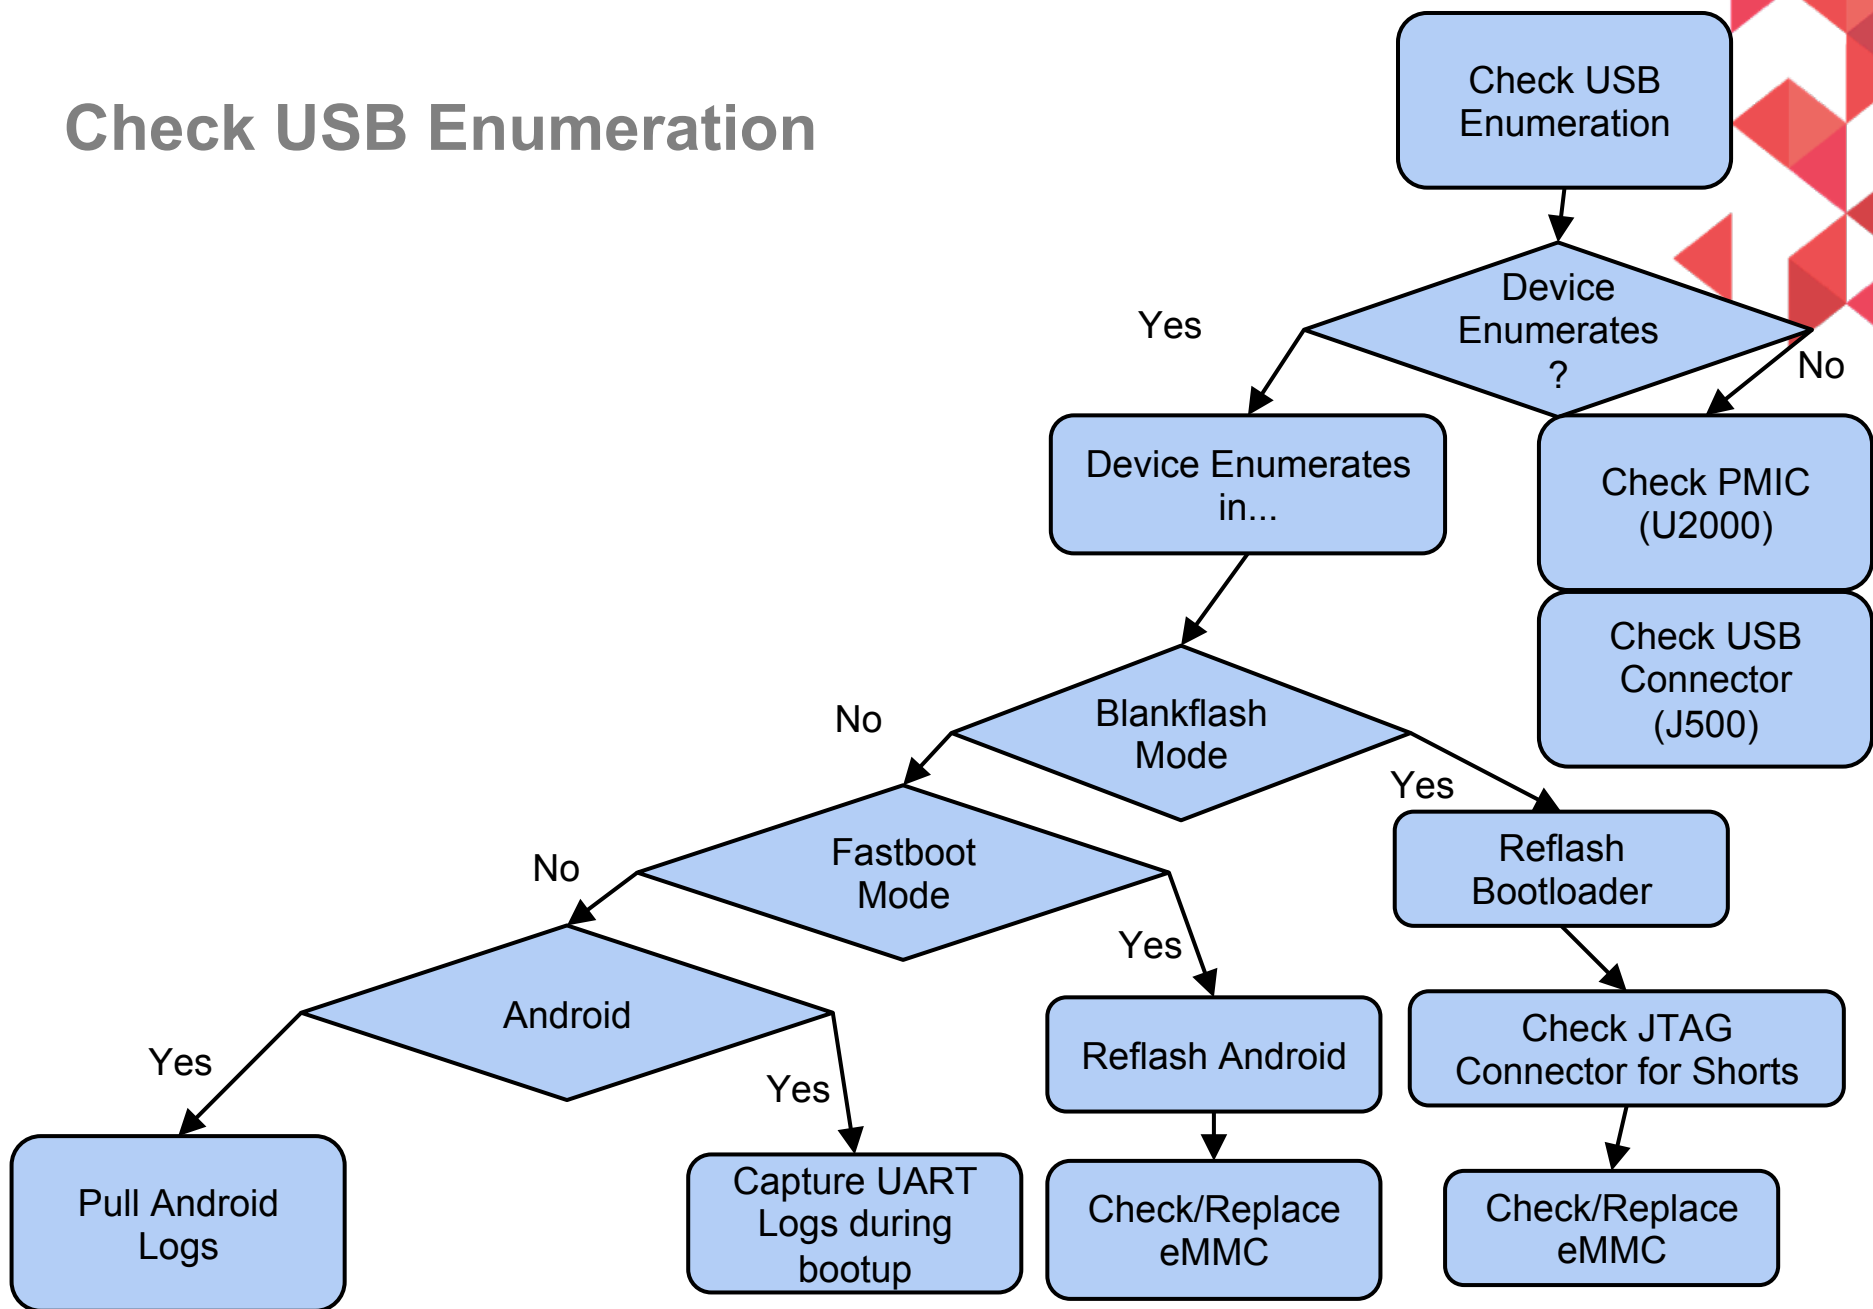 Check USB Enumeration
Check USB
Enumeration
Device
Enumerates
?
Yes
No
Device Enumerates
in...
Check PMIC
(U2000)
Check USB
Connector
(J500)
Blankflash
Mode
No
Yes
Fastboot
Mode
Reflash
Bootloader
No
Yes
Android
Reflash Android
Check JTAG
Connector for Shorts
Yes
Yes
Pull Android
Logs
Capture UART
Logs during
bootup
Check/Replace
eMMC
Check/Replace
eMMC